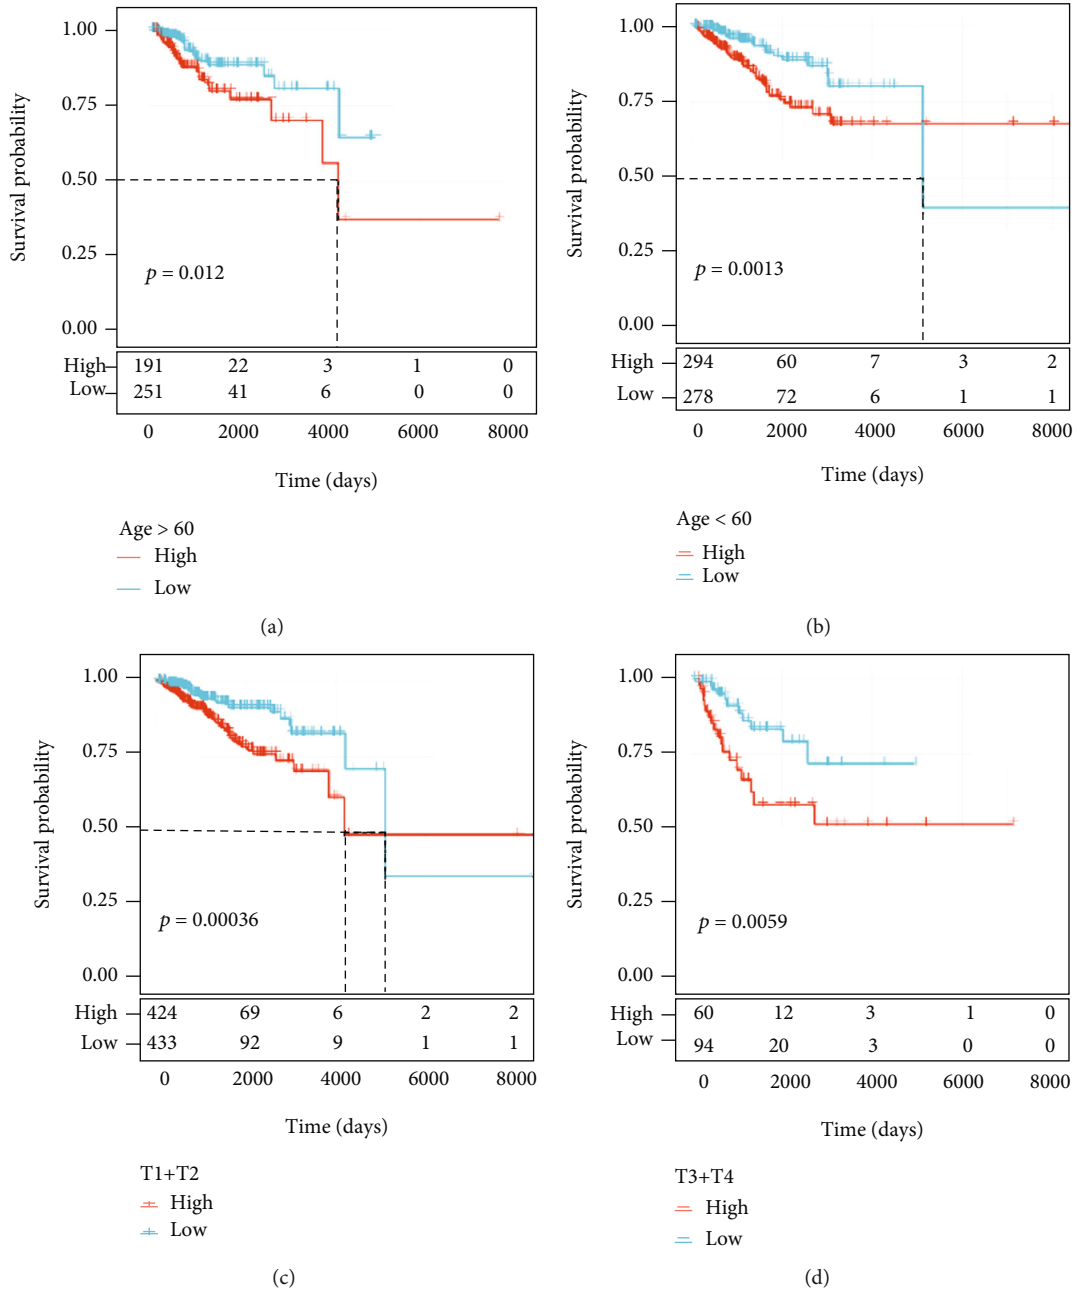 1.00
0.75
0.50
0.25
0.00
Survival probability
p = 0.012
High 191 22 3 1 0
Low 251 41 6 0 0
0 2000 4000 6000 8000
Time (days)
Age > 60
High
Low
(a)
1.00
0.75
0.50
0.25
0.00
Survival probability
p = 0.0013
High 294 60 7 3 2
Low 278 72 6 1 1
0 2000 4000 6000 8000
Time (days)
Age < 60
High
Low
(b)
1.00
0.75
0.50
0.25
0.00
Survival probability
p = 0.00036
High 424 69 6 2 2
Low 433 92 9 1 1
0 2000 4000 6000 8000
Time (days)
T1+T2
High
Low
(c)
1.00
0.75
0.50
0.25
0.00
Survival probability
p = 0.0059
High 60 12 3 1 0
Low 94 20 3 0 0
0 2000 4000 6000 8000
Time (days)
T3+T4
High
Low
(d)